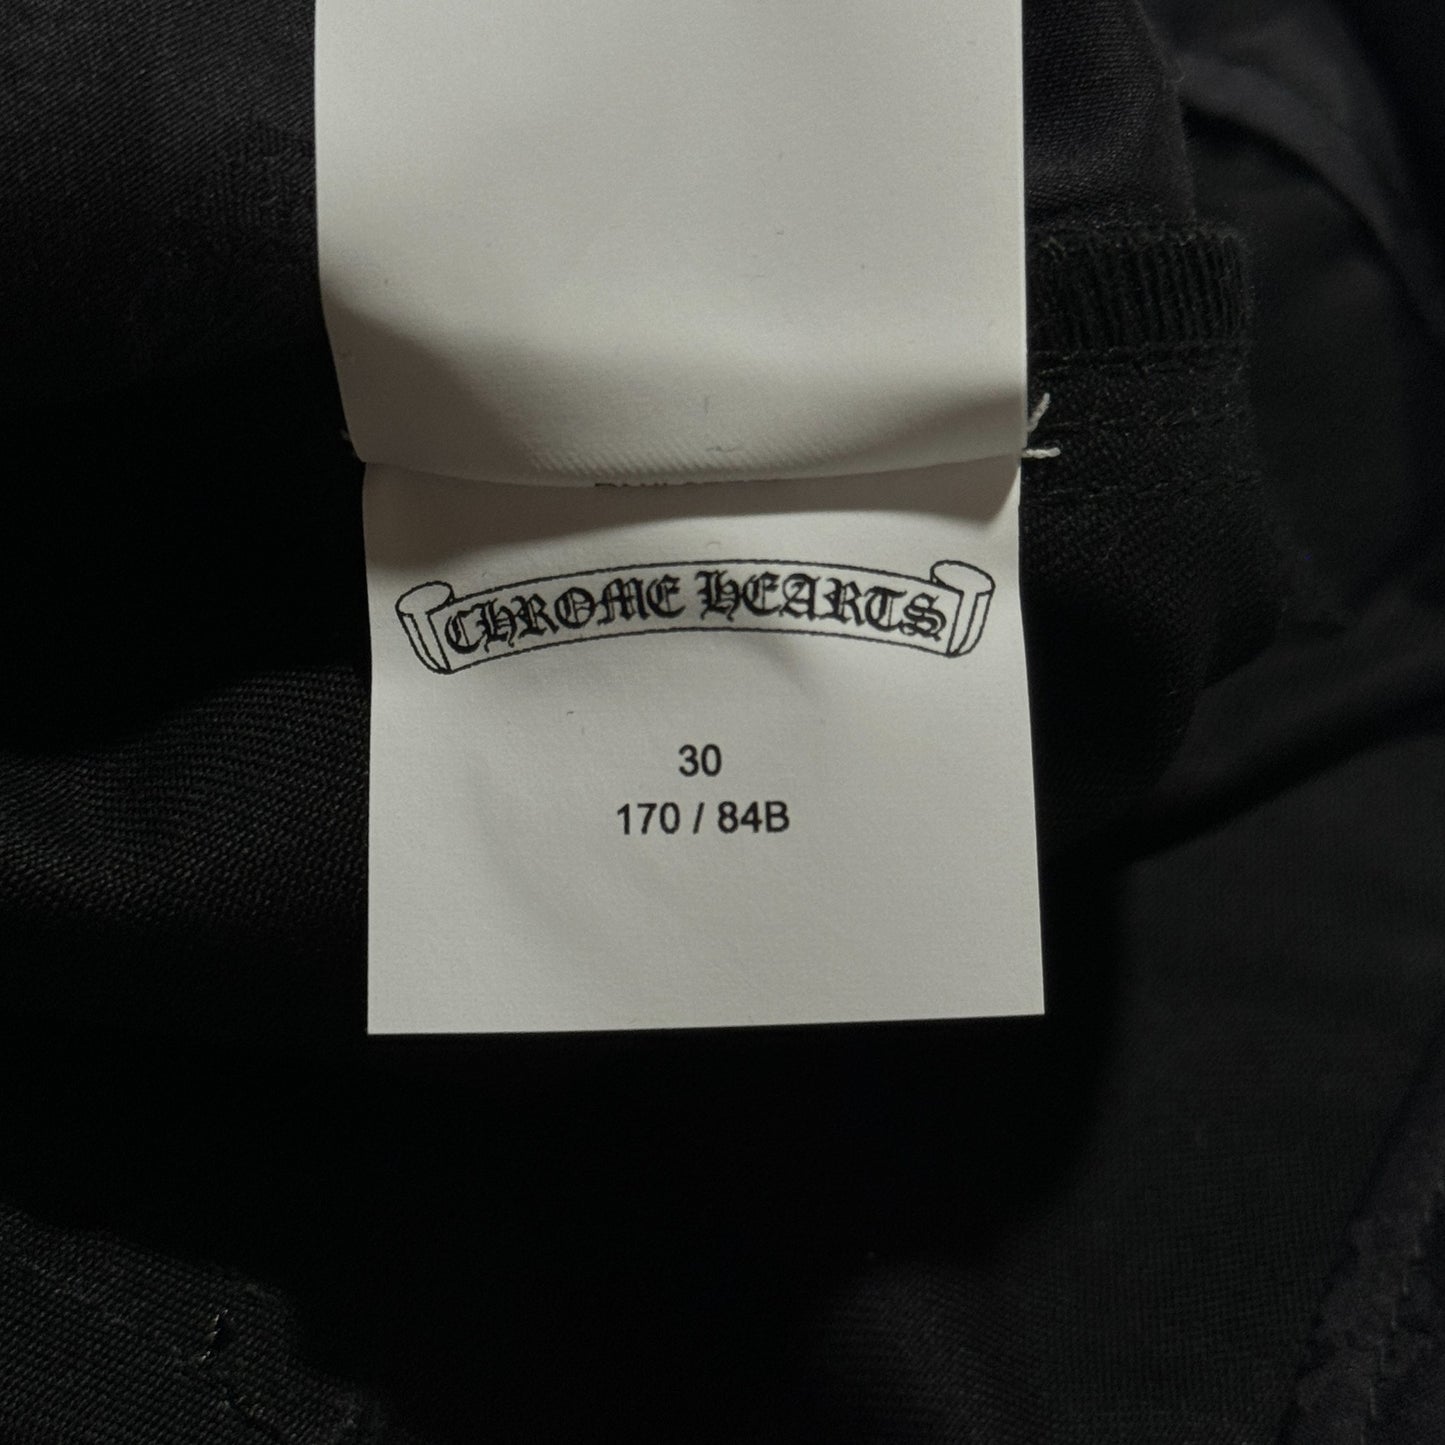 CHROME HEARTS
30
170 / 84B